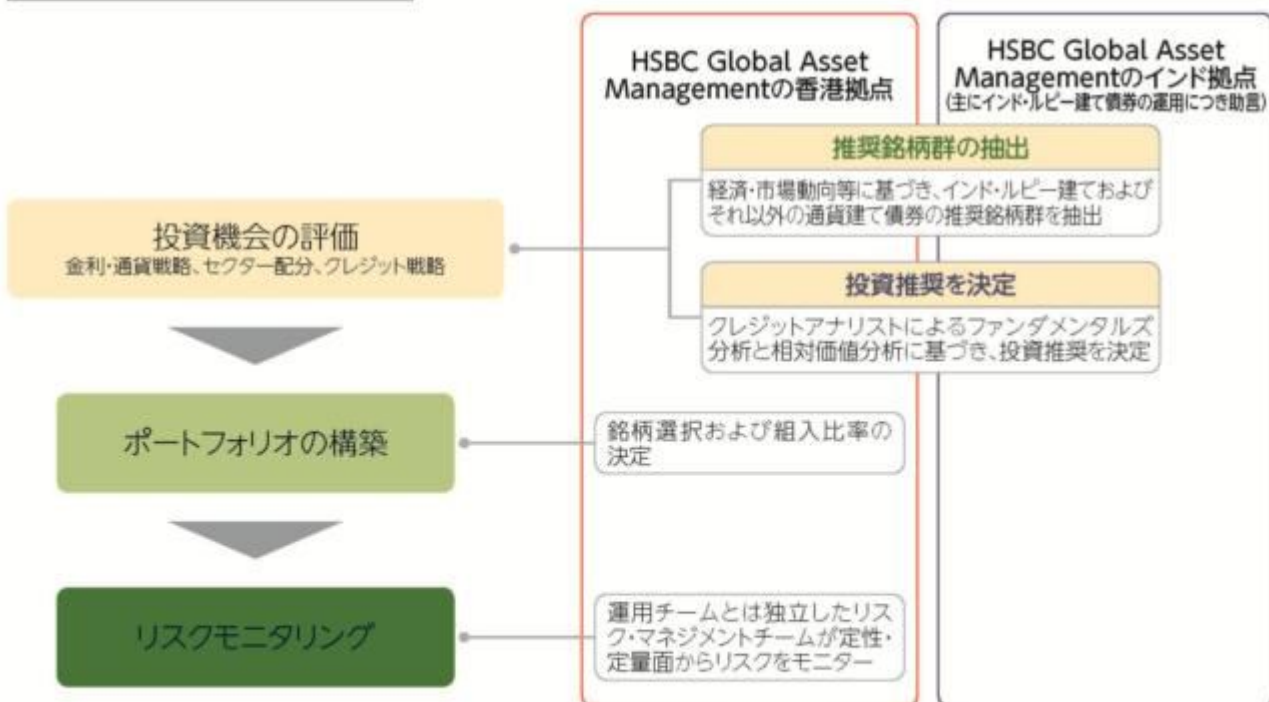 HSBC Global Asset
Managementの香港拠点
HSBC Global Asset
Managementのインド拠点
(主にインド・ルピー建て債券の運用につき助言)
推奨銘柄群の抽出
経済・市場動向等に基づき、インド・ルピー建ておよび
それ以外の通貨建て債券の推奨銘柄群を抽出
投資機会の評価
金利・通貨戦略、セクター配分、クレジット戦略
投資推奨を決定
クレジットアナリストによるファンダメンタルズ
分析と相対価値分析に基づき、投資推奨を決定
ポートフォリオの構築
銘柄選択および組入比率の
決定
リスクモニタリング
運用チームとは独立したリス
ク・マネジメントチームが定性・
定量面からリスクをモニター